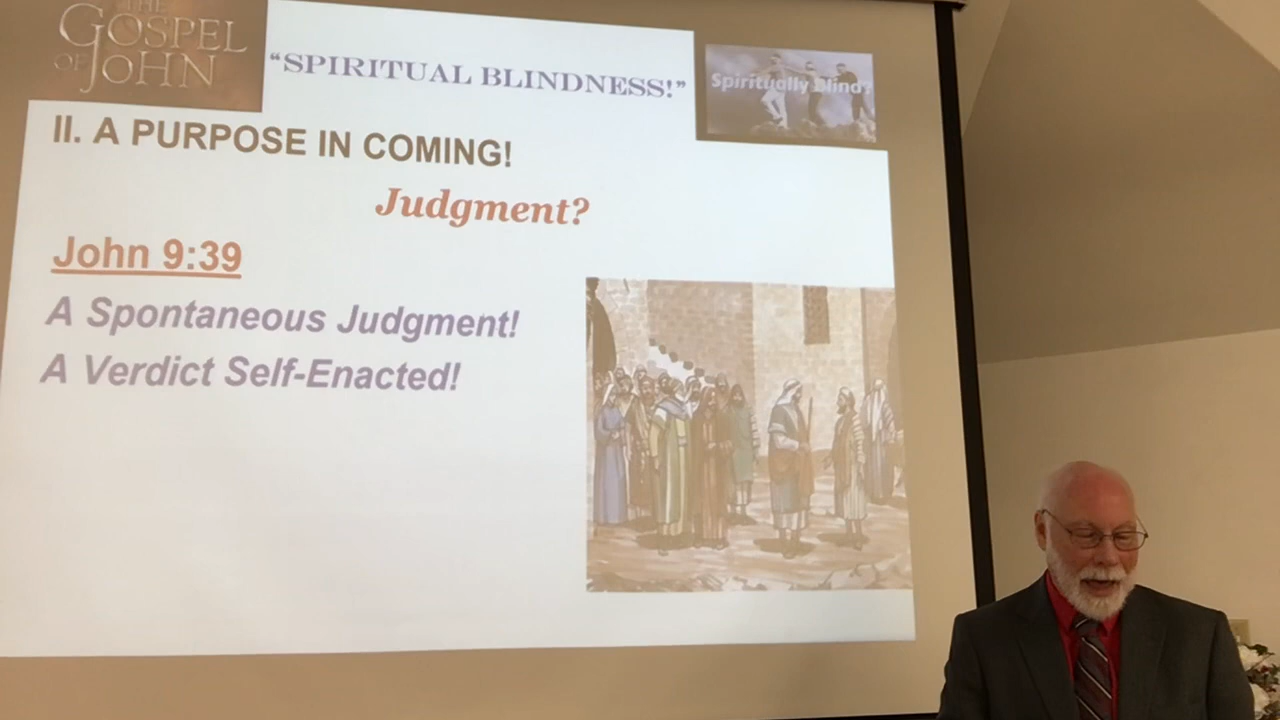 THE
GOSPEL
OF JOHN
“SPIRITUAL BLINDNESS!”
Spiritually Blind?
II. A PURPOSE IN COMING!
Judgment?
John 9:39
A Spontaneous Judgment!
A Verdict Self-Enacted!